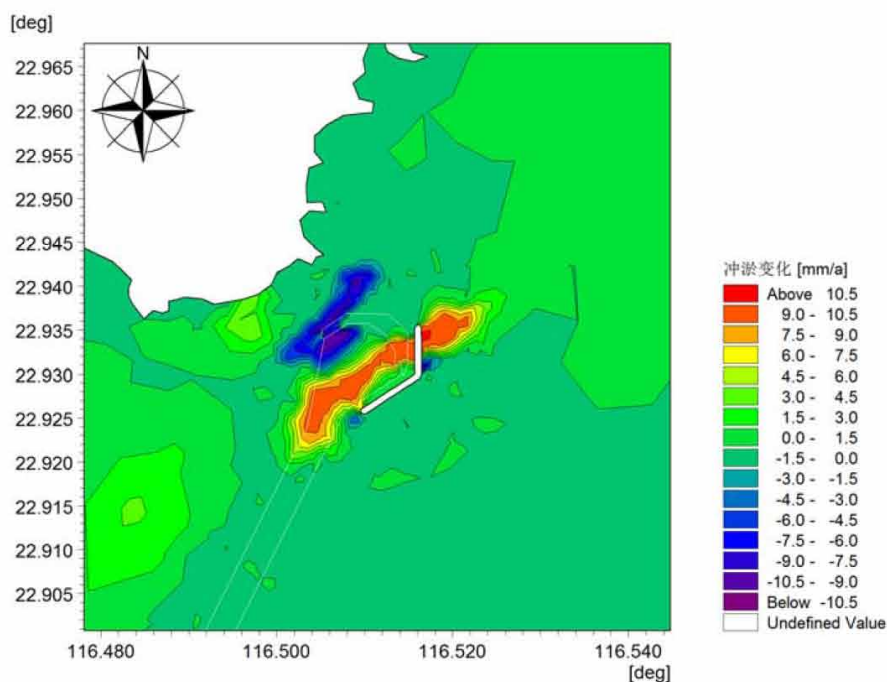 [deg]
N
22.965
22.960
22.955
22.950
22.945
22.940
22.935
22.930
22.925
22.920
22.915
22.910
22.905
116.480 116.500 116.520 116.540
[deg]
冲淤变化 [mm/a]
Above 10.5
9.0 - 10.5
7.5 - 9.0
6.0 - 7.5
4.5 - 6.0
3.0 - 4.5
1.5 - 3.0
0.0 - 1.5
-1.5 - 0.0
-3.0 - -1.5
-4.5 - -3.0
-6.0 - -4.5
-7.5 - -6.0
-9.0 - -7.5
-10.5 - -9.0
Below -10.5
Undefined Value